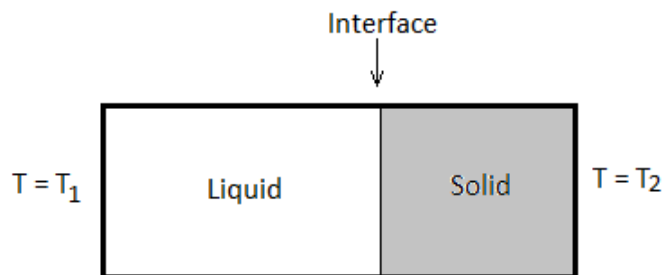 Interface
T = T1
Liquid
Solid
T = T2